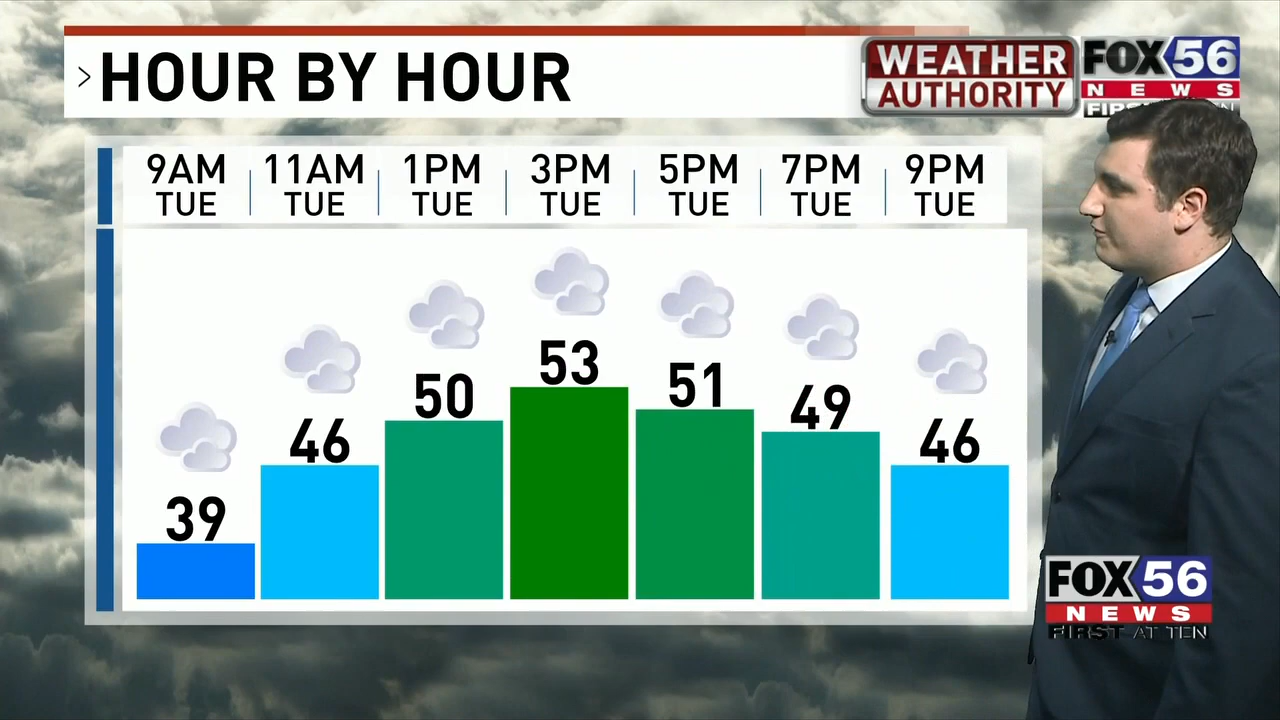 > HOUR BY HOUR
WEATHER
AUTHORITY
FOX 56
NEWS
9AM 11AM 1PM 3PM 5PM 7PM 9PM
TUE TUE TUE TUE TUE TUE TUE
39 46 50 53 51 49 46
FOX 56
NEWS
FIRST AT TEN